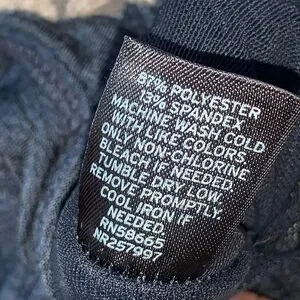 87% POLYESTER
13% SPANDEX
MACHINE WASH COLD
WITH LIKE COLORS.
ONLY NON-CHLORINE
BLEACH IF NEEDED.
TUMBLE DRY LOW.
REMOVE PROMPTLY.
COOL IRON IF
NEEDED.
RN58665
NR257997